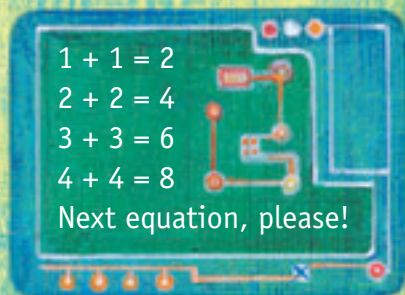 1 + 1 = 2
2 + 2 = 4
3 + 3 = 6
4 + 4 = 8
Next equation, please!